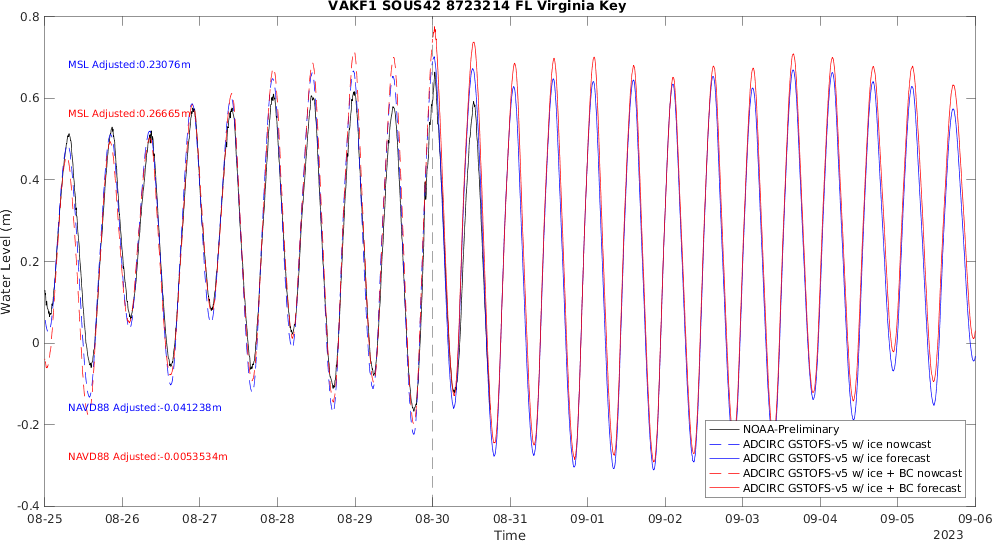 VAKF1 SOUS42 8723214 FL Virginia Key
0.8
0.6
0.4
0.2
0
-0.2
-0.4
Water Level (m)
MSL Adjusted:0.23076m
MSL Adjusted:0.26665m
NAVD88 Adjusted:-0.041238m
NAVD88 Adjusted:-0.0053534m
NOAA-Preliminary
ADCIRC GSTOFS-v5 w/ ice nowcast
ADCIRC GSTOFS-v5 w/ ice forecast
ADCIRC GSTOFS-v5 w/ ice + BC nowcast
ADCIRC GSTOFS-v5 w/ ice + BC forecast
08-25 08-26 08-27 08-28 08-29 08-30 08-31 09-01 09-02 09-03 09-04 09-05 09-06
Time
2023